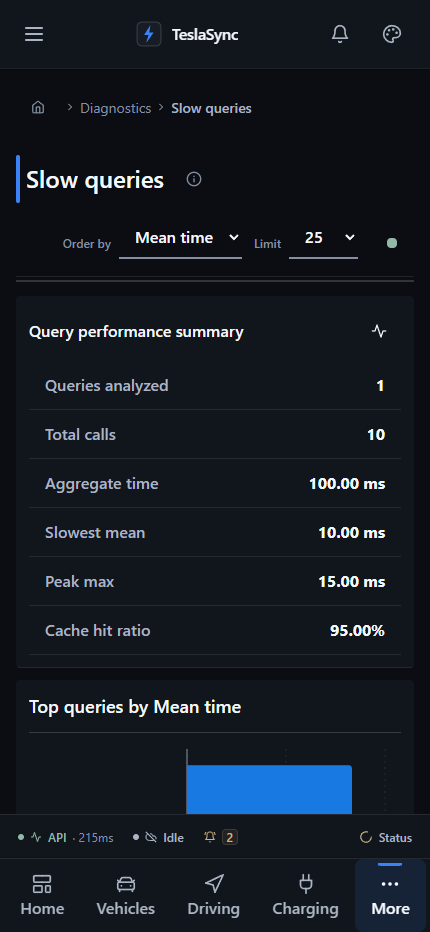 TeslaSync
Diagnostics
Slow queries
Slow queries
Order by Mean time Limit 25
Query performance summary
Queries analyzed 1
Total calls 10
Aggregate time 100.00 ms
Slowest mean 10.00 ms
Peak max 15.00 ms
Cache hit ratio 95.00%
Top queries by Mean time
API · 215ms Idle 2 Status
Home Vehicles Driving Charging More